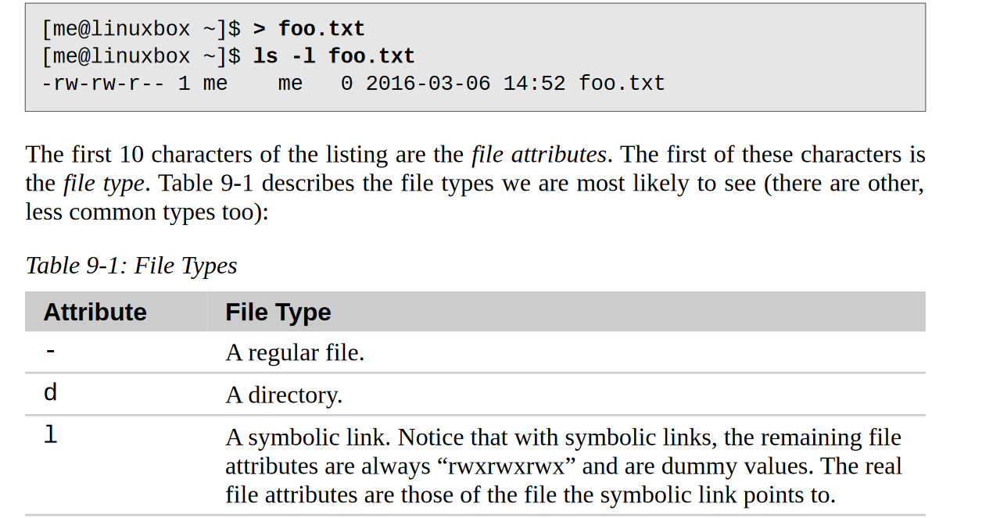 [me@linuxbox ~]$ > foo.txt
[me@linuxbox ~]$ ls -l foo.txt
-rw-rw-r-- 1 me    me   0 2016-03-06 14:52 foo.txt
The first 10 characters of the listing are the file attributes. The first of these characters is
the file type. Table 9-1 describes the file types we are most likely to see (there are other,
less common types too):
Table 9-1: File Types
Attribute File Type
- A regular file.
d A directory.
l A symbolic link. Notice that with symbolic links, the remaining file
attributes are always “rwxrwxrwx” and are dummy values. The real
file attributes are those of the file the symbolic link points to.